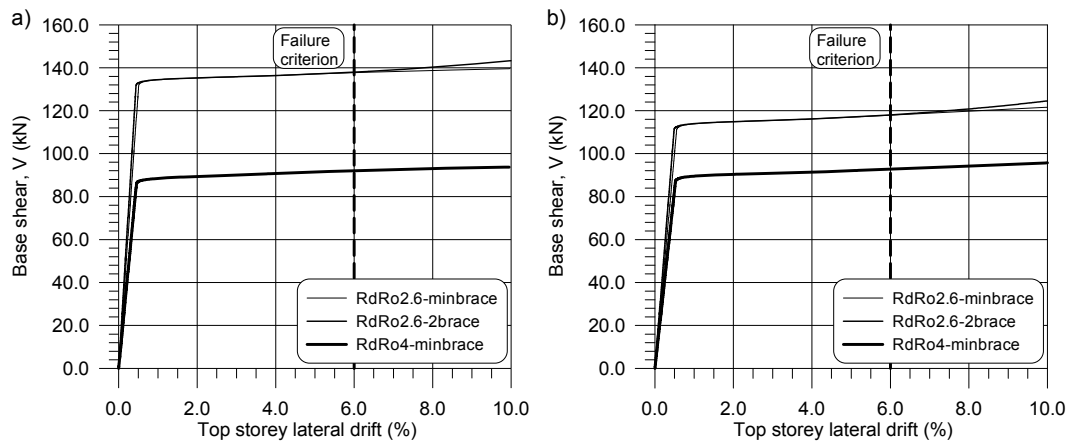 a)
Base shear, V (kN)
160.0
140.0
120.0
100.0
80.0
60.0
40.0
20.0
0.0
Failure
criterion
RdRo2.6-minbrace
RdRo2.6-2brace
RdRo4-minbrace
0.0 2.0 4.0 6.0 8.0 10.0
Top storey lateral drift (%)
b)
Base shear, V (kN)
160.0
140.0
120.0
100.0
80.0
60.0
40.0
20.0
0.0
Failure
criterion
RdRo2.6-minbrace
RdRo2.6-2brace
RdRo4-minbrace
0.0 2.0 4.0 6.0 8.0 10.0
Top storey lateral drift (%)